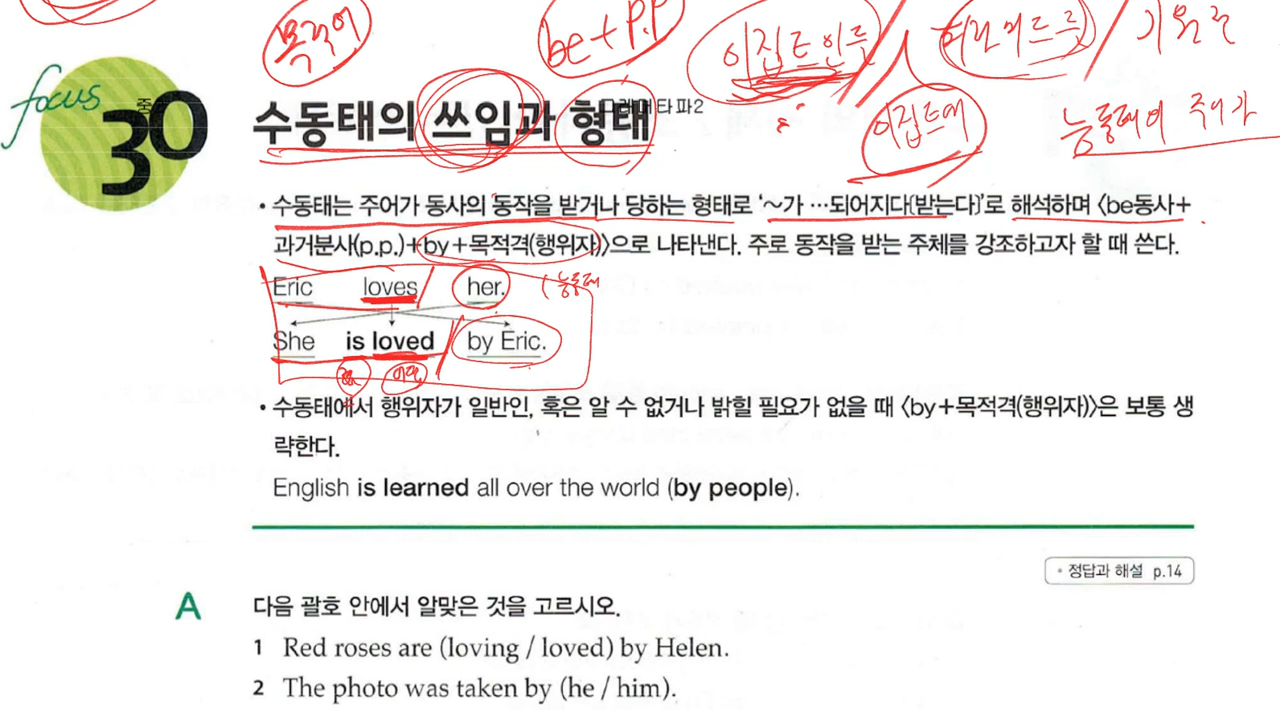 목적어
be + p.p
이집트인들
피라미드를
기원전
focus
30
중
수동태의 쓰임과 형태
그래머타파2
이집트에
능동태의 주어가
• 수동태는 주어가 동사의 동작을 받거나 당하는 형태로 '~가 …되어지다(받는다)'로 해석하며 〈be동사+
과거분사(p.p.)+by+목적격(행위자)〉으로 나타낸다. 주로 동작을 받는 주체를 강조하고자 할 때 쓴다.
Eric loves her. (능동태
She is loved by Eric.
• 수동태에서 행위자가 일반인, 혹은 알 수 없거나 밝힐 필요가 없을 때 〈by+목적격(행위자)〉은 보통 생
략한다.
English is learned all over the world (by people).
• 정답과 해설 p.14
A 다음 괄호 안에서 알맞은 것을 고르시오.
1 Red roses are (loving / loved) by Helen.
2 The photo was taken by (he / him).